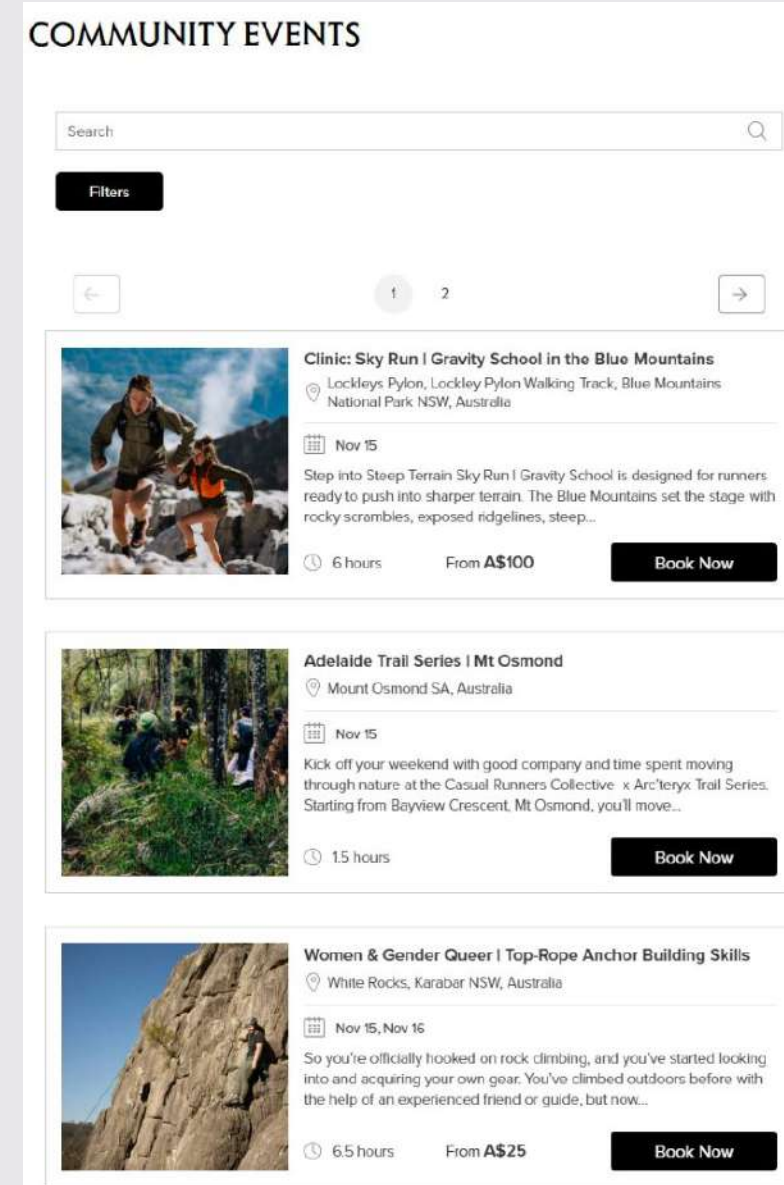 COMMUNITY EVENTS
Search
Filters
1 2
Clinic: Sky Run | Gravity School in the Blue Mountains
Lockleys Pylon, Lockley Pylon Walking Track, Blue Mountains
National Park NSW, Australia
Nov 15
Step into Steep Terrain Sky Run | Gravity School is designed for runners
ready to push into sharper terrain. The Blue Mountains set the stage with
rocky scrambles, exposed ridgelines, steep...
6 hours From A$100 Book Now
Adelaide Trail Series | Mt Osmond
Mount Osmond SA, Australia
Nov 15
Kick off your weekend with good company and time spent moving
through nature at the Casual Runners Collective x Arc'teryx Trail Series.
Starting from Bayview Crescent, Mt Osmond, you'll move...
1.5 hours Book Now
Women & Gender Queer | Top-Rope Anchor Building Skills
White Rocks, Karabar NSW, Australia
Nov 15, Nov 16
So you're officially hooked on rock climbing, and you've started looking
into and acquiring your own gear. You've climbed outdoors before with
the help of an experienced friend or guide, but now...
6.5 hours From A$25 Book Now